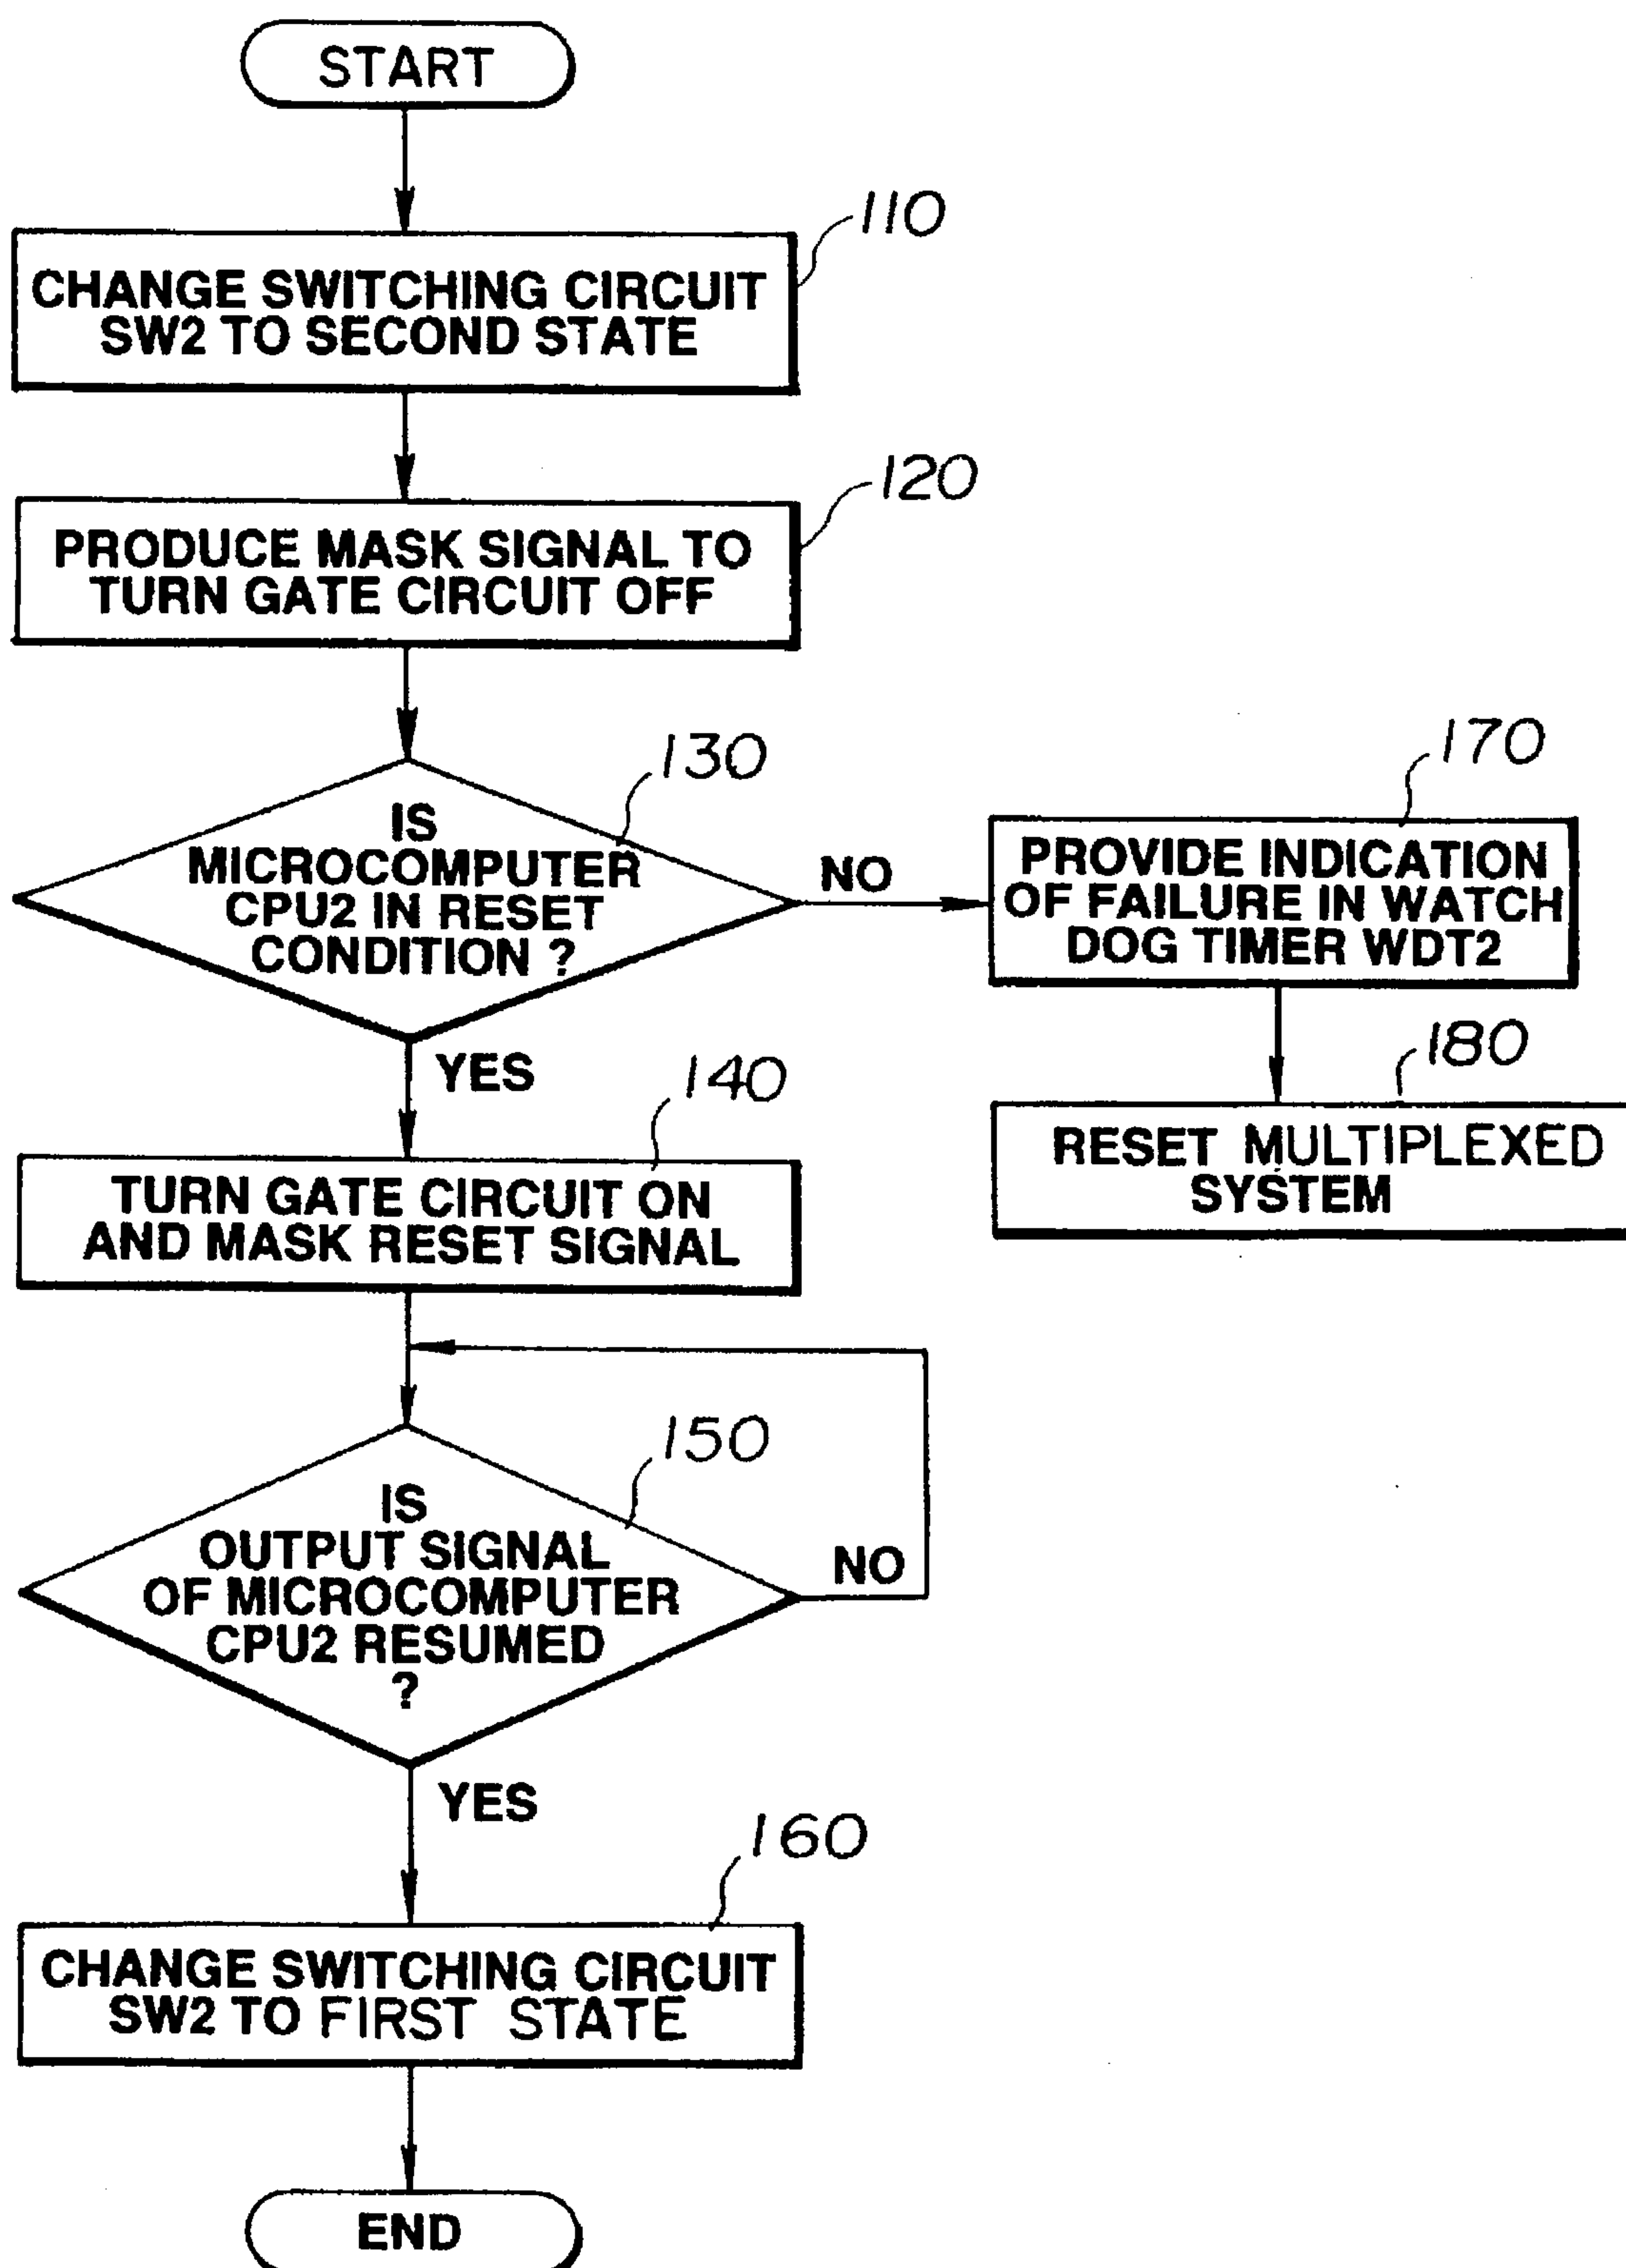 START
110
CHANGE SWITCHING CIRCUIT
SW2 TO SECOND STATE
120
PRODUCE MASK SIGNAL TO
TURN GATE CIRCUIT OFF
130
IS
MICROCOMPUTER
CPU2 IN RESET
CONDITION ?
NO
170
PROVIDE INDICATION
OF FAILURE IN WATCH
DOG TIMER WDT2
180
RESET MULTIPLEXED
SYSTEM
YES
140
TURN GATE CIRCUIT ON
AND MASK RESET SIGNAL
150
IS
OUTPUT SIGNAL
OF MICROCOMPUTER
CPU2 RESUMED
?
NO
YES
160
CHANGE SWITCHING CIRCUIT
SW2 TO FIRST STATE
END